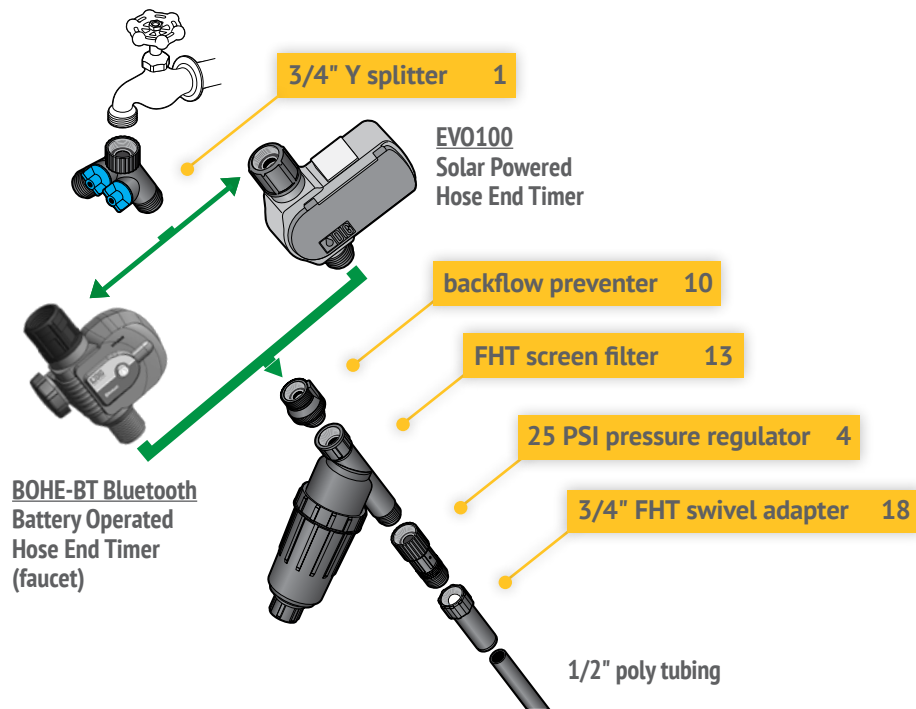 3/4" Y splitter 1
EVO100
Solar Powered
Hose End Timer
backflow preventer 10
FHT screen filter 13
25 PSI pressure regulator 4
3/4" FHT swivel adapter 18
BOHE-BT Bluetooth
Battery Operated
Hose End Timer
(faucet)
1/2" poly tubing